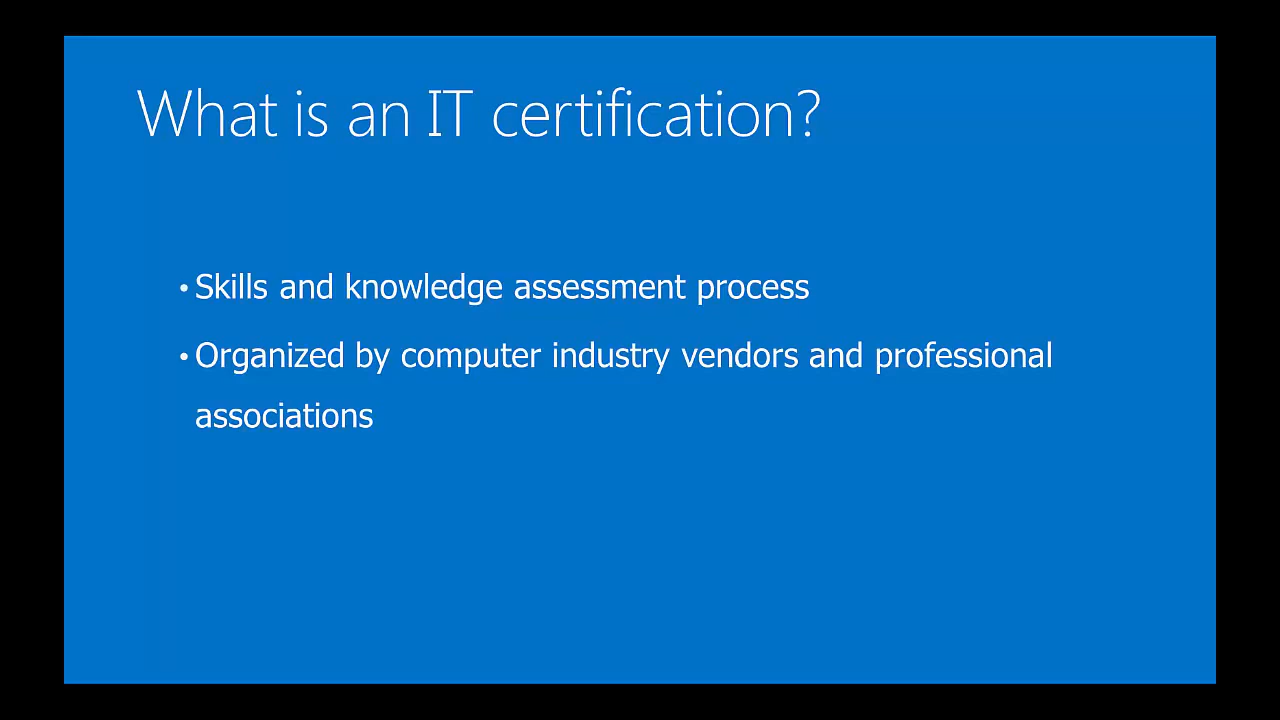 What is an IT certification?
• Skills and knowledge assessment process
• Organized by computer industry vendors and professional
associations